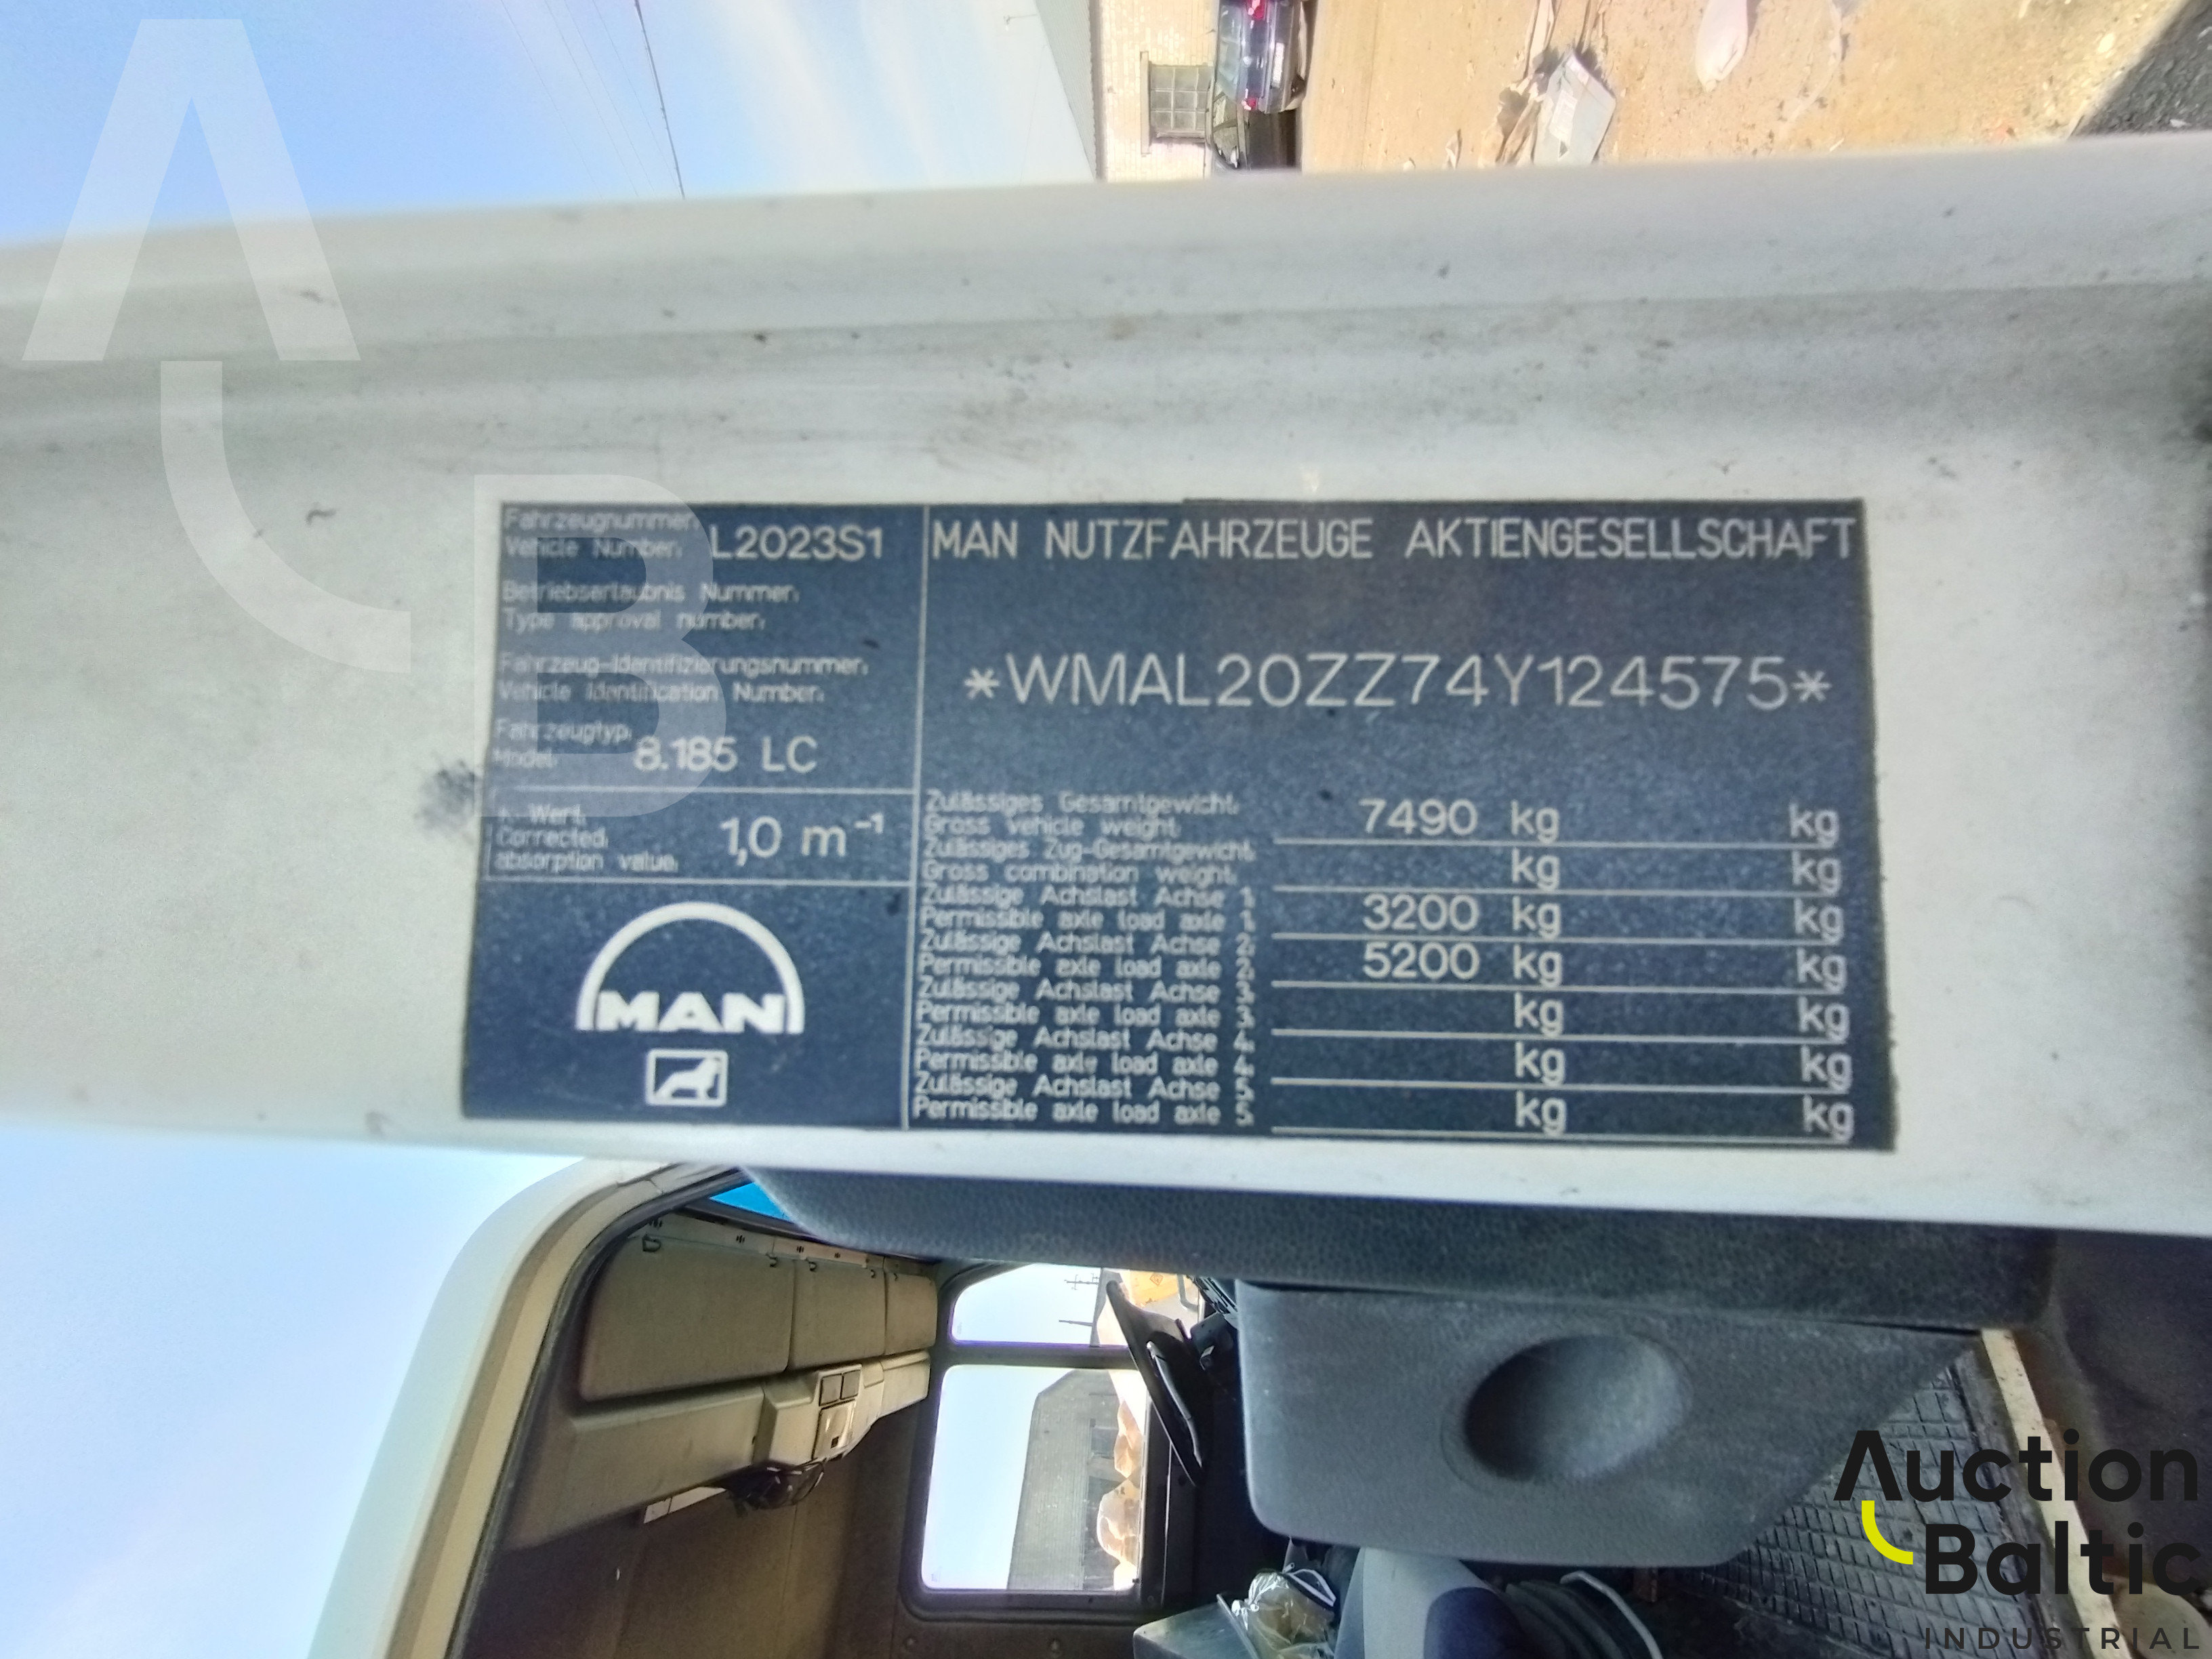 Fahrzeugnummer:
Vehicle Number: L2023S1
Betriebserlaubnis Nummer:
Type approval number:
Fahrzeug-Identifizierungsnummer:
Vehicle Identification Number:
Fahrzeugtyp:
Model: 8.185 LC
K-Wert:
Corrected:
absorption value: 1,0 m⁻¹
MAN
MAN NUTZFAHRZEUGE AKTIENGESELLSCHAFT
*WMAL20ZZ74Y124575*
Zulässiges Gesamtgewicht:
Gross vehicle weight: 7490 kg kg
Zulässiges Zug-Gesamtgewicht:
Gross combination weight: kg kg
Zulässige Achslast Achse 1:
Permissible axle load axle 1: 3200 kg kg
Zulässige Achslast Achse 2:
Permissible axle load axle 2: 5200 kg kg
Zulässige Achslast Achse 3:
Permissible axle load axle 3: kg kg
Zulässige Achslast Achse 4:
Permissible axle load axle 4: kg kg
Zulässige Achslast Achse 5:
Permissible axle load axle 5: kg kg
AB
Auction
Baltic
INDUSTRIAL